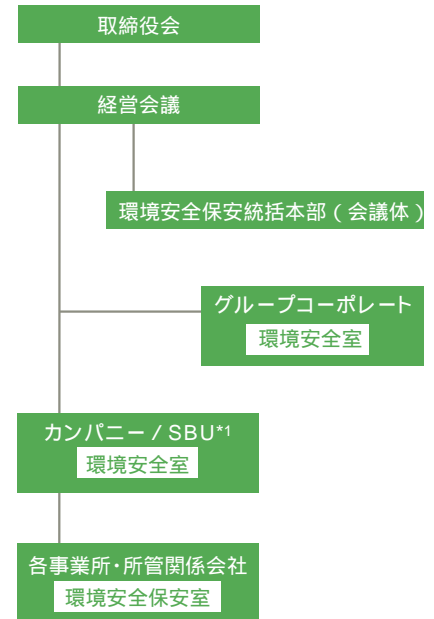 取締役会
経営会議
環境安全保安統括本部(会議体)
グループコーポレート
環境安全室
カンパニー/SBU*1
環境安全室
各事業所・所管関係会社
環境安全保安室